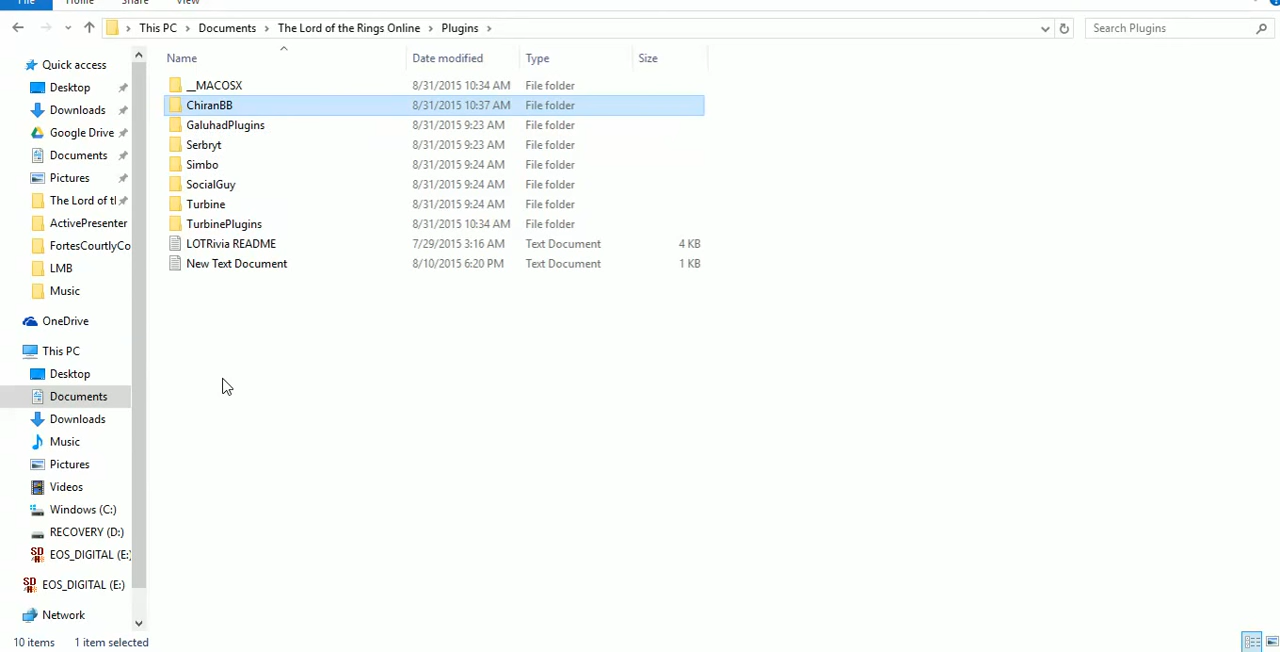 File Home Share View
This PC Documents The Lord of the Rings Online Plugins Search Plugins
Name Date modified Type Size
__MACOSX 8/31/2015 10:34 AM File folder
ChiranBB 8/31/2015 10:37 AM File folder
GaluhadPlugins 8/31/2015 9:23 AM File folder
Serbryt 8/31/2015 9:23 AM File folder
Simbo 8/31/2015 9:24 AM File folder
SocialGuy 8/31/2015 9:24 AM File folder
Turbine 8/31/2015 9:24 AM File folder
TurbinePlugins 8/31/2015 10:34 AM File folder
LOTRivia README 7/29/2015 3:16 AM Text Document 4 KB
New Text Document 8/10/2015 6:20 PM Text Document 1 KB
Quick access
Desktop
Downloads
Google Drive
Documents
Pictures
The Lord of tl
ActivePresenter
FortesCourtlyCo
LMB
Music
OneDrive
This PC
Desktop
Documents
Downloads
Music
Pictures
Videos
Windows (C:)
RECOVERY (D:)
EOS_DIGITAL (E:)
EOS_DIGITAL (E:)
Network
10 items 1 item selected